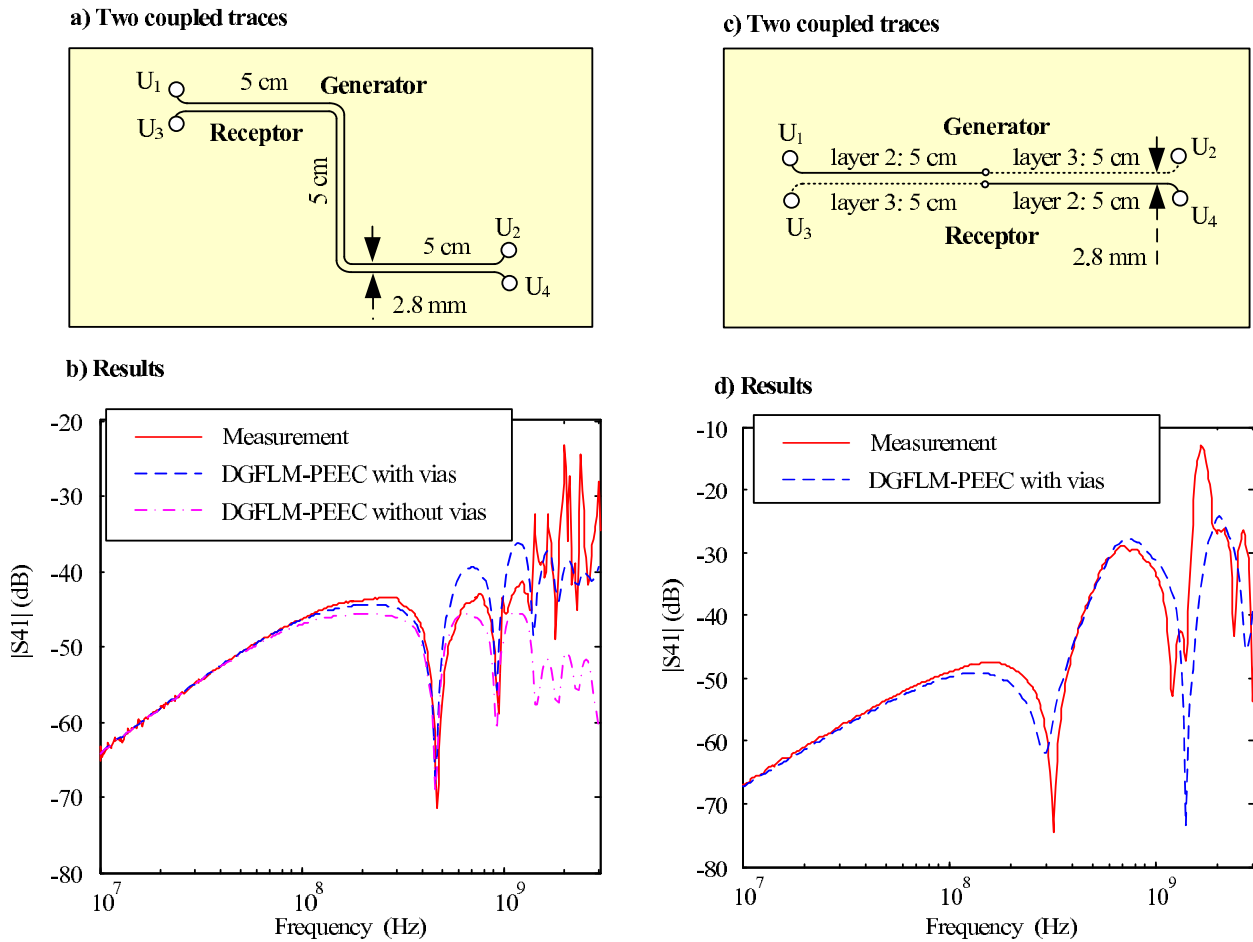 a) Two coupled traces
U1
5 cm
Generator
U3
Receptor
5 cm
U2
5 cm
U4
2.8 mm
b) Results
Measurement
DGFLM-PEEC with vias
DGFLM-PEEC without vias
-20
-30
-40
-50
-60
-70
-80
|S41| (dB)
10^7
10^8
10^9
Frequency (Hz)
c) Two coupled traces
Generator
U1
layer 2: 5 cm
layer 3: 5 cm
U2
U3
layer 3: 5 cm
layer 2: 5 cm
U4
Receptor
2.8 mm
d) Results
Measurement
DGFLM-PEEC with vias
-10
-20
-30
-40
-50
-60
-70
-80
|S41| (dB)
10^7
10^8
10^9
Frequency (Hz)